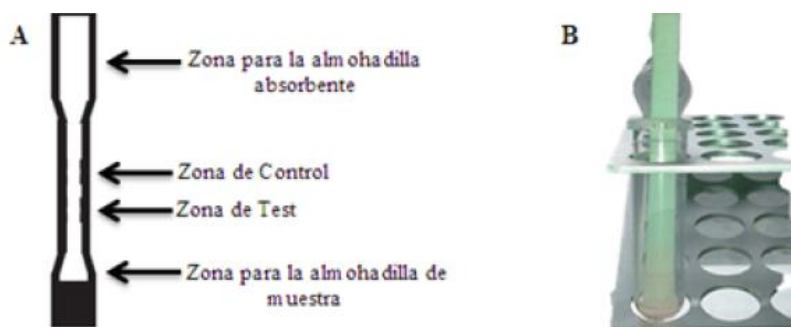 A
Zona para la almohadilla
absorbente
Zona de Control
Zona de Test
Zona para la almohadilla de
muestra
B